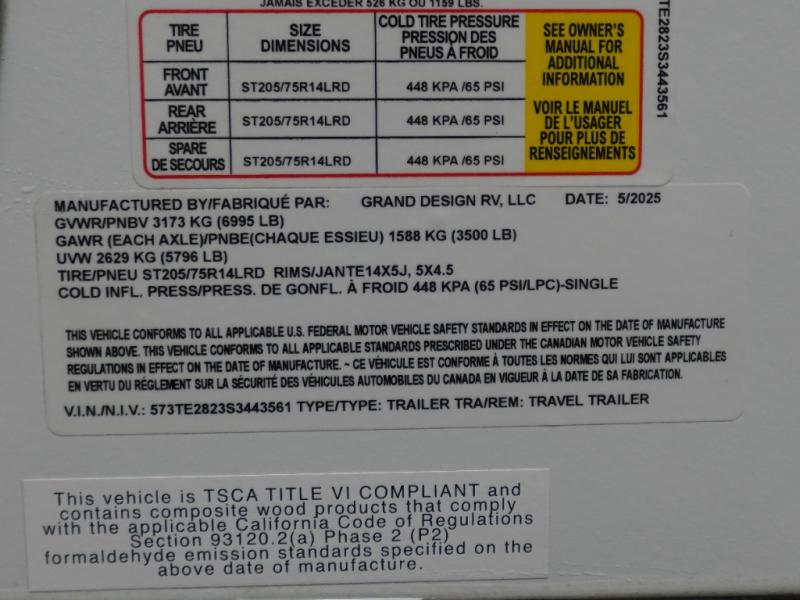 JAMAIS EXCÉDER 526 KG OU 1159 LBS.
TIRE PNEU SIZE DIMENSIONS COLD TIRE PRESSURE PRESSION DES PNEUS À FROID
FRONT AVANT ST205/75R14LRD 448 KPA /65 PSI
REAR ARRIÈRE ST205/75R14LRD 448 KPA /65 PSI
SPARE DE SECOURS ST205/75R14LRD 448 KPA /65 PSI
SEE OWNER'S
MANUAL FOR
ADDITIONAL
INFORMATION
VOIR LE MANUEL
DE L'USAGER
POUR PLUS DE
RENSEIGNEMENTS
TE2823S3443561
MANUFACTURED BY/FABRIQUÉ PAR: GRAND DESIGN RV, LLC DATE: 5/2025
GVWR/PNBV 3173 KG (6995 LB)
GAWR (EACH AXLE)/PNBE(CHAQUE ESSIEU) 1588 KG (3500 LB)
UVW 2629 KG (5796 LB)
TIRE/PNEU ST205/75R14LRD RIMS/JANTE14X5J, 5X4.5
COLD INFL. PRESS/PRESS. DE GONFL. À FROID 448 KPA (65 PSI/LPC)-SINGLE
THIS VEHICLE CONFORMS TO ALL APPLICABLE U.S. FEDERAL MOTOR VEHICLE SAFETY STANDARDS IN EFFECT ON THE DATE OF MANUFACTURE
SHOWN ABOVE. THIS VEHICLE CONFORMS TO ALL APPLICABLE STANDARDS PRESCRIBED UNDER THE CANADIAN MOTOR VEHICLE SAFETY
REGULATIONS IN EFFECT ON THE DATE OF MANUFACTURE. ~ CE VÉHICULE EST CONFORME À TOUTES LES NORMES QUI LUI SONT APPLICABLES
EN VERTU DU RÉGLEMENT SUR LA SÉCURITÉ DES VÉHICULES AUTOMOBILES DU CANADA EN VIGUEUR À LA DATE DE SA FABRICATION.
V.I.N./N.I.V.: 573TE2823S3443561 TYPE/TYPE: TRAILER TRA/REM: TRAVEL TRAILER
This vehicle is TSCA TITLE VI COMPLIANT and
contains composite wood products that comply
with the applicable California Code of Regulations
Section 93120.2(a) Phase 2 (P2)
formaldehyde emission standards specified on the
above date of manufacture.